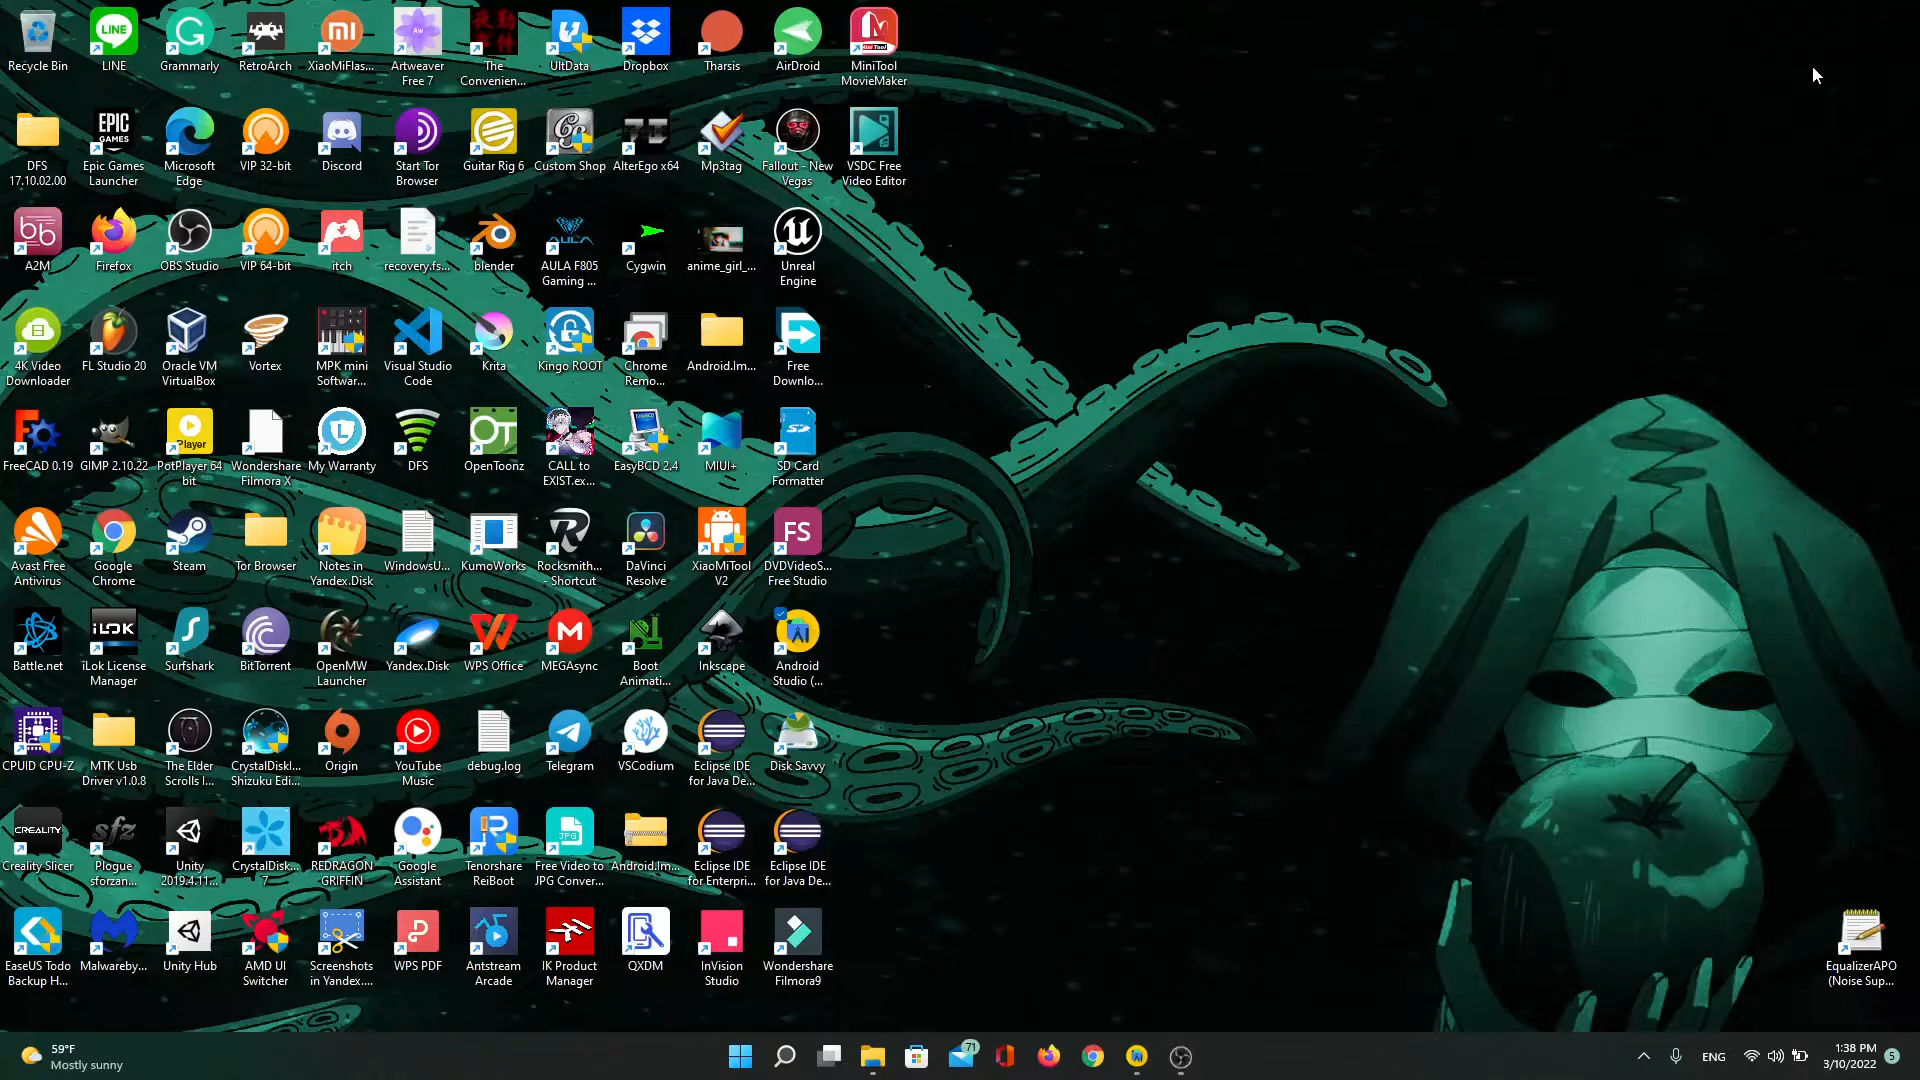 Recycle Bin
LINE
Grammarly
RetroArch
XiaoMiFlas...
Artweaver
Free 7
The
Convenien...
UltData
Dropbox
Tharsis
AirDroid
MiniTool
MovieMaker
DFS
17.10.02.00
Epic Games
Launcher
Microsoft
Edge
VIP 32-bit
Discord
Start Tor
Browser
Guitar Rig 6
Custom Shop
AlterEgo x64
Mp3tag
Fallout - New
Vegas
VSDC Free
Video Editor
A2M
Firefox
OBS Studio
VIP 64-bit
itch
recovery.fs...
blender
AULA F805
Gaming ...
Cygwin
anime_girl_...
Unreal
Engine
4K Video
Downloader
FL Studio 20
Oracle VM
VirtualBox
Vortex
MPK mini
Softwar...
Visual Studio
Code
Krita
Kingo ROOT
Chrome
Remo...
Android.Im...
Free
Downlo...
FreeCAD 0.19
GIMP 2.10.22
PotPlayer 64
bit
Wondershare
Filmora X
My Warranty
DFS
OpenToonz
CALL to
EXIST.ex...
EasyBCD 2.4
MIUI+
SD Card
Formatter
Avast Free
Antivirus
Google
Chrome
Steam
Tor Browser
Notes in
Yandex.Disk
WindowsU...
KumoWorks
Rocksmith...
- Shortcut
DaVinci
Resolve
XiaoMiTool
V2
DVDVideoS...
Free Studio
Battle.net
iLok License
Manager
Surfshark
BitTorrent
OpenMW
Launcher
Yandex.Disk
WPS Office
MEGAsync
Boot
Animati...
Inkscape
Android
Studio (...
CPUID CPU-Z
MTK Usb
Driver v1.0.8
The Elder
Scrolls I...
CrystalDiskI...
Shizuku Edi...
Origin
YouTube
Music
debug.log
Telegram
VSCodium
Eclipse IDE
for Java De...
Disk Savvy
Creality Slicer
Plogue
sforzan...
Unity
2019.4.11...
CrystalDisk...
7
REDRAGON
GRIFFIN
Google
Assistant
Tenorshare
ReiBoot
Free Video to
JPG Conver...
Android.Im...
Eclipse IDE
for Enterpri...
Eclipse IDE
for Java De...
EaseUS Todo
Backup H...
Malwareby...
Unity Hub
AMD UI
Switcher
Screenshots
in Yandex....
WPS PDF
Antstream
Arcade
IK Product
Manager
QXDM
InVision
Studio
Wondershare
Filmora9
EqualizerAPO
(Noise Sup...
59°F
Mostly sunny
71
ENG
1:38 PM
3/10/2022
5